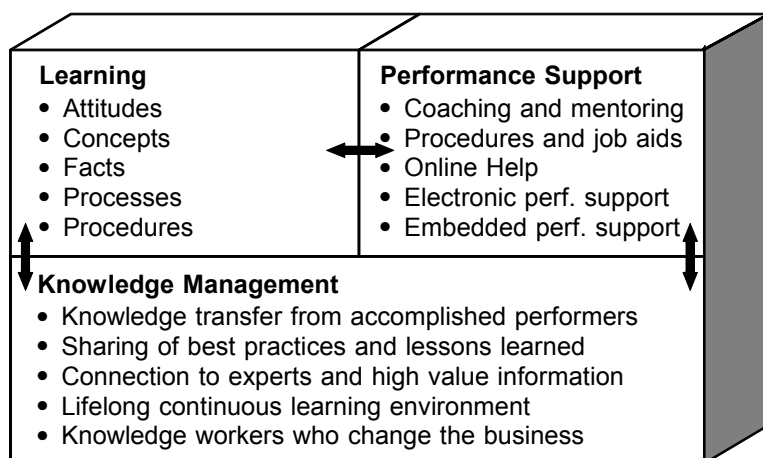 Learning
• Attitudes
• Concepts
• Facts
• Processes
• Procedures
Performance Support
• Coaching and mentoring
• Procedures and job aids
• Online Help
• Electronic perf. support
• Embedded perf. support
Knowledge Management
• Knowledge transfer from accomplished performers
• Sharing of best practices and lessons learned
• Connection to experts and high value information
• Lifelong continuous learning environment
• Knowledge workers who change the business